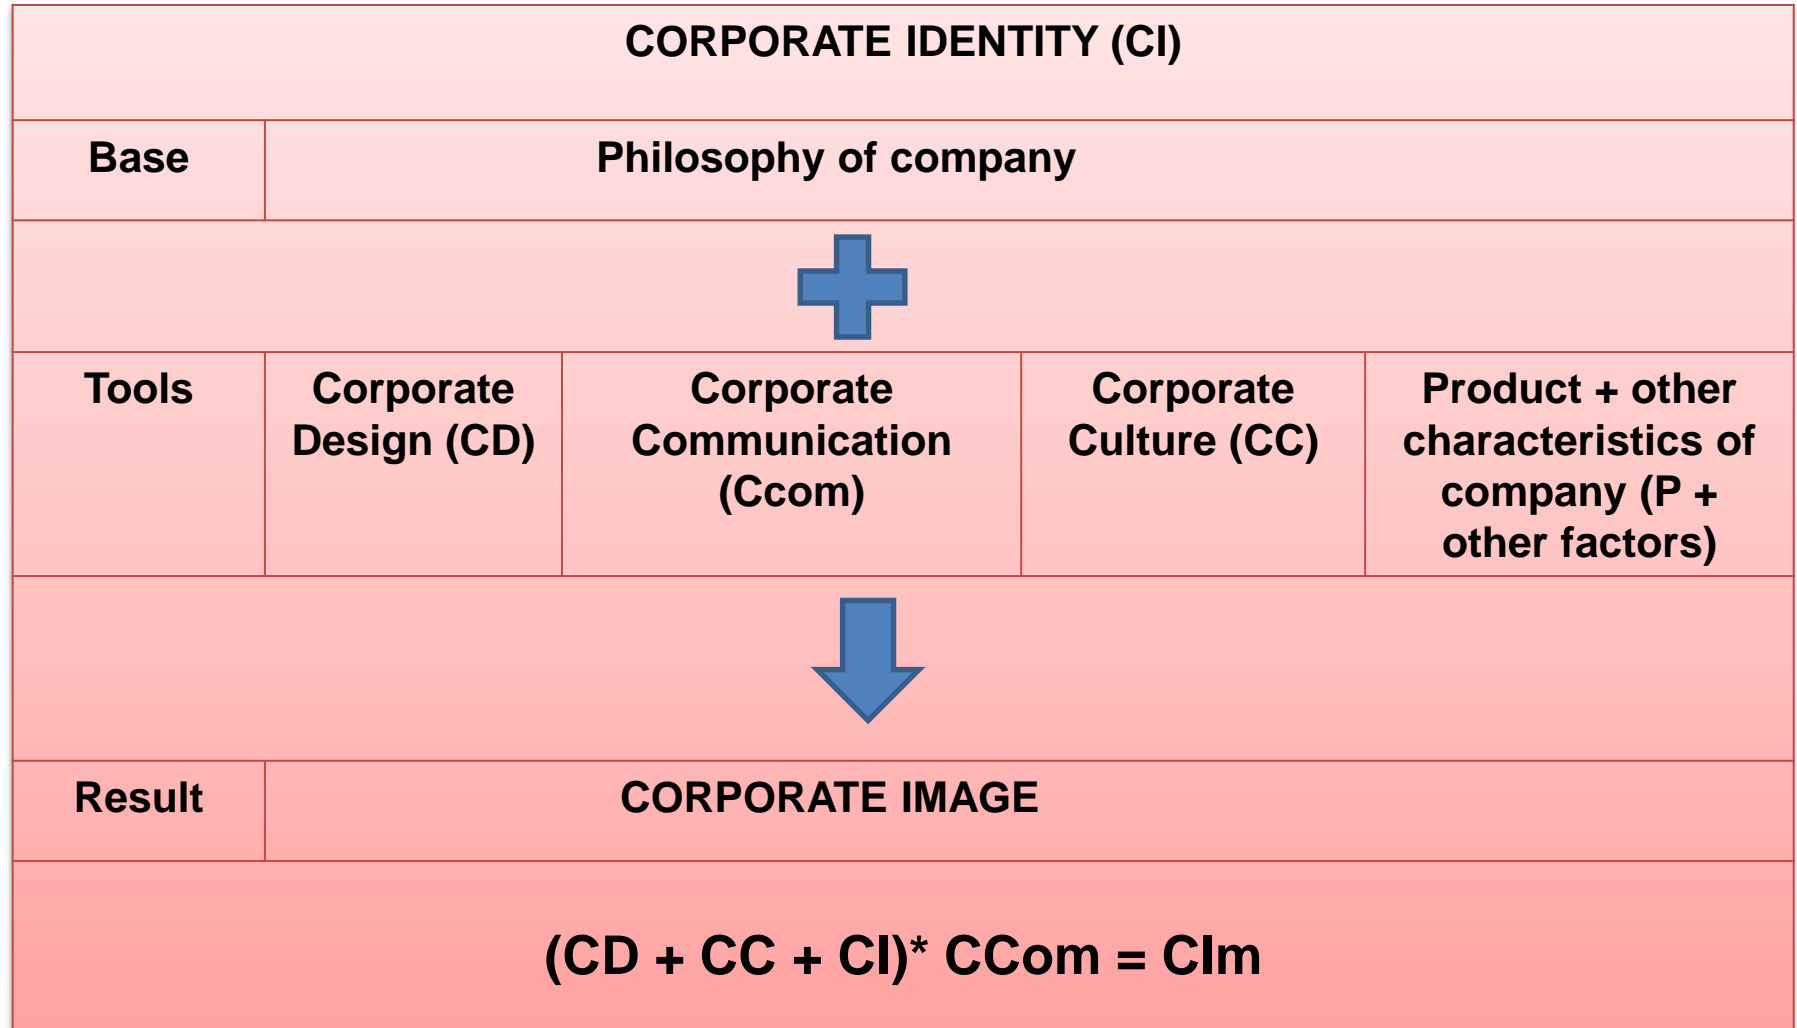 CORPORATE IDENTITY (CI)
Base
Philosophy of company
Tools
Corporate
Design (CD)
Corporate
Communication
(Ccom)
Corporate
Culture (CC)
Product + other
characteristics of
company (P +
other factors)
Result
CORPORATE IMAGE
(CD + CC + CI)* CCom = CIm